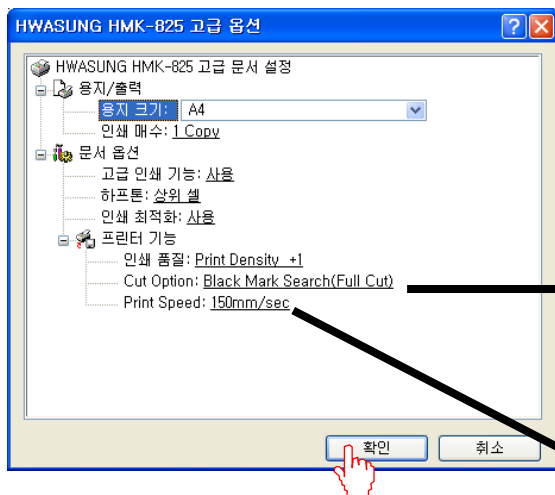 HWASUNG HMK-825 고급 옵션
HWASUNG HMK-825 고급 문서 설정
용지/출력
용지 크기: A4
인쇄 매수: 1 Copy
문서 옵션
고급 인쇄 기능: 사용
하프톤: 상위 셀
인쇄 최적화: 사용
프린터 기능
인쇄 품질: Print Density +1
Cut Option: Black Mark Search(Full Cut)
Print Speed: 150mm/sec
확인 취소